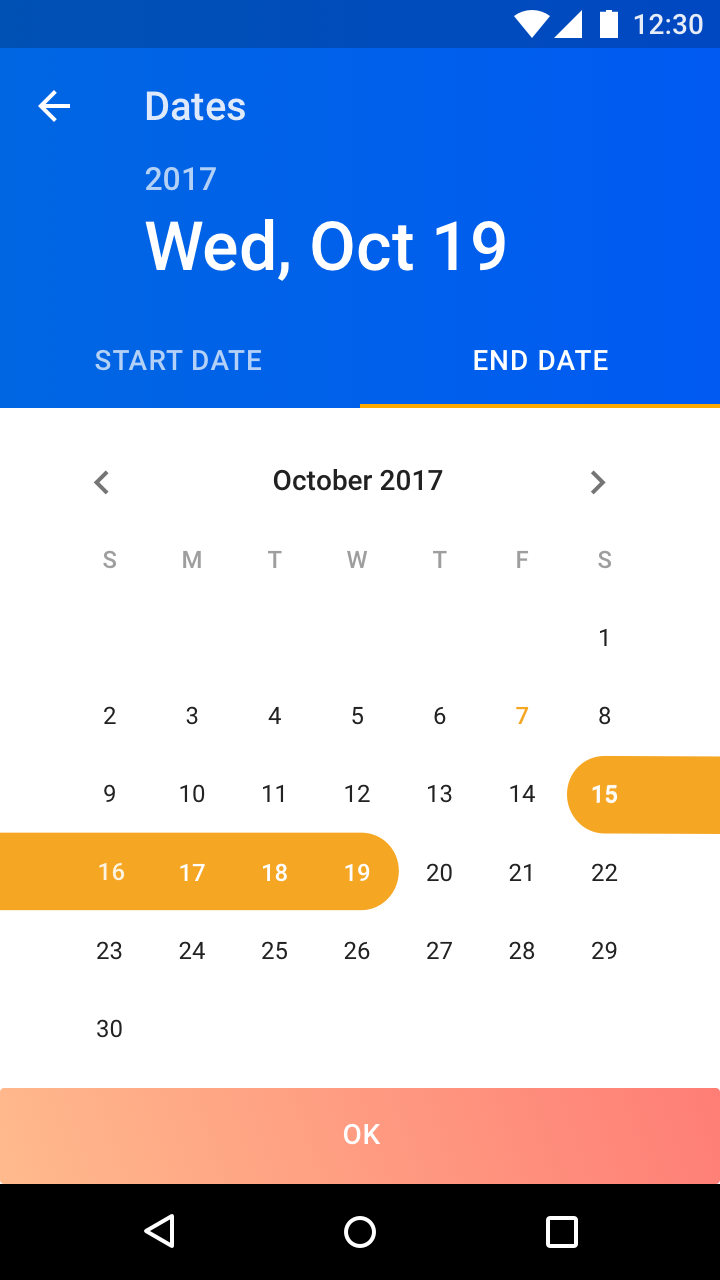 12:30
Dates
2017
Wed, Oct 19
START DATE END DATE
October 2017
S M T W T F S
1
2 3 4 5 6 7 8
9 10 11 12 13 14 15
16 17 18 19 20 21 22
23 24 25 26 27 28 29
30
OK